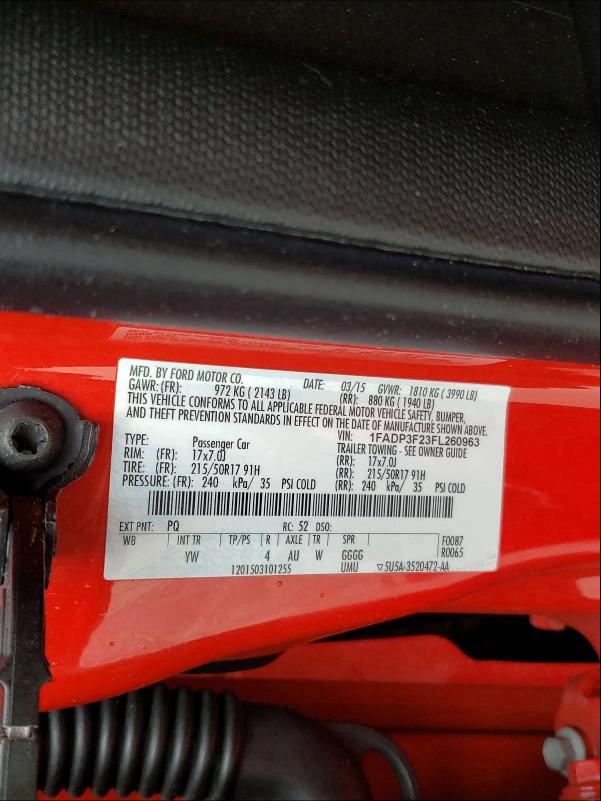 MFD. BY FORD MOTOR CO. DATE: 03/15 GVWR: 1810 KG ( 3990 LB)
GAWR:(FR): 972 KG ( 2143 LB) (RR): 880 KG ( 1940 LB)
THIS VEHICLE CONFORMS TO ALL APPLICABLE FEDERAL MOTOR VEHICLE SAFETY, BUMPER,
AND THEFT PREVENTION STANDARDS IN EFFECT ON THE DATE OF MANUFACTURE SHOWN ABOVE.
VIN: 1FADP3F23FL260963
TYPE: Passenger Car TRAILER TOWING - SEE OWNER GUIDE
RIM: (FR): 17x7.0J (RR): 17x7.0J
TIRE: (FR): 215/50R17 91H (RR): 215/50R17 91H
PRESSURE: (FR) 240 kPa/ 35 PSI COLD (RR): 240 kPa/ 35 PSI COLD
EXT PNT: PQ RC: 52 DSO:
WB INT TR TP/PS R AXLE TR SPR F0087
YW 4 AU W GGGG R0065
1201503101255 UMU ▽5U5A-3520472-AA